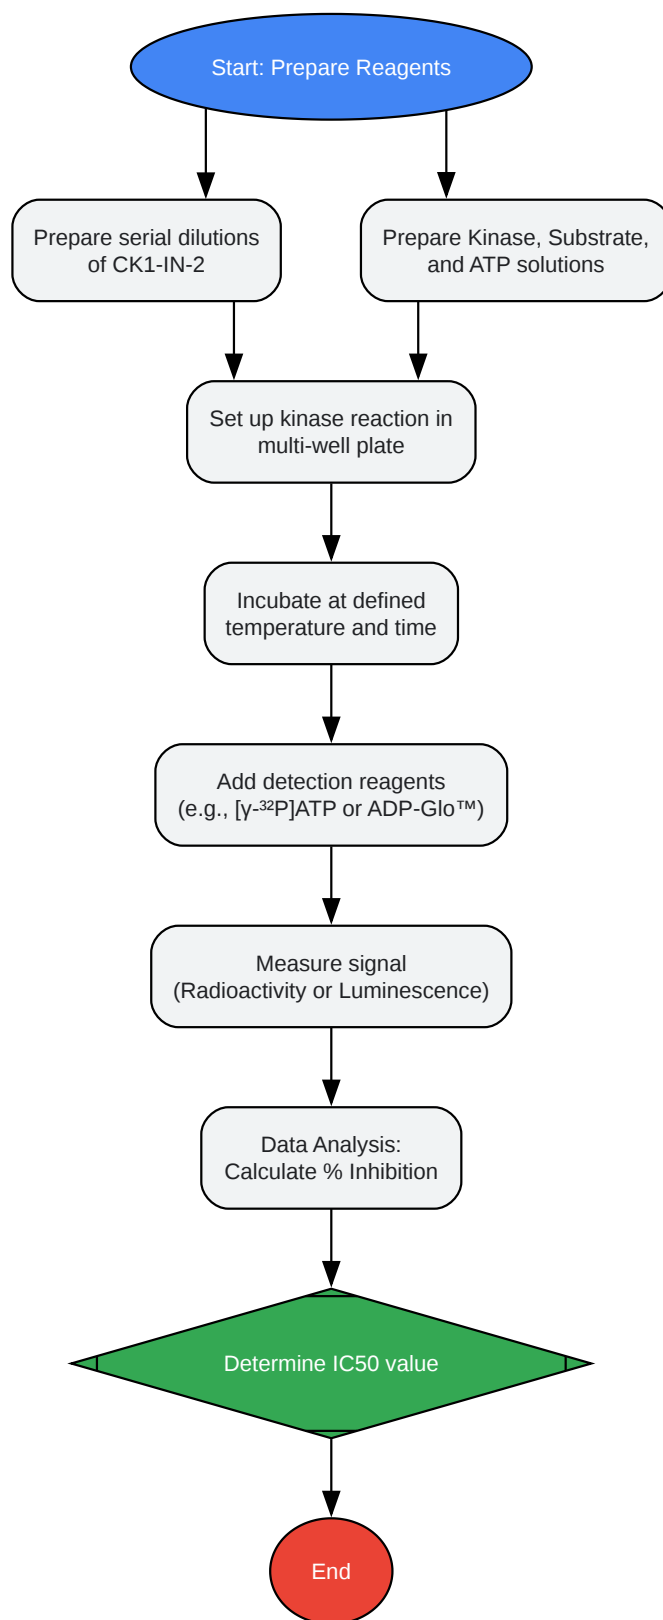 Start: Prepare Reagents
Prepare serial dilutions
of CK1-IN-2
Prepare Kinase, Substrate,
and ATP solutions
Set up kinase reaction in
multi-well plate
Incubate at defined
temperature and time
Add detection reagents
(e.g., [γ-³²P]ATP or ADP-Glo™)
Measure signal
(Radioactivity or Luminescence)
Data Analysis:
Calculate % Inhibition
Determine IC50 value
End